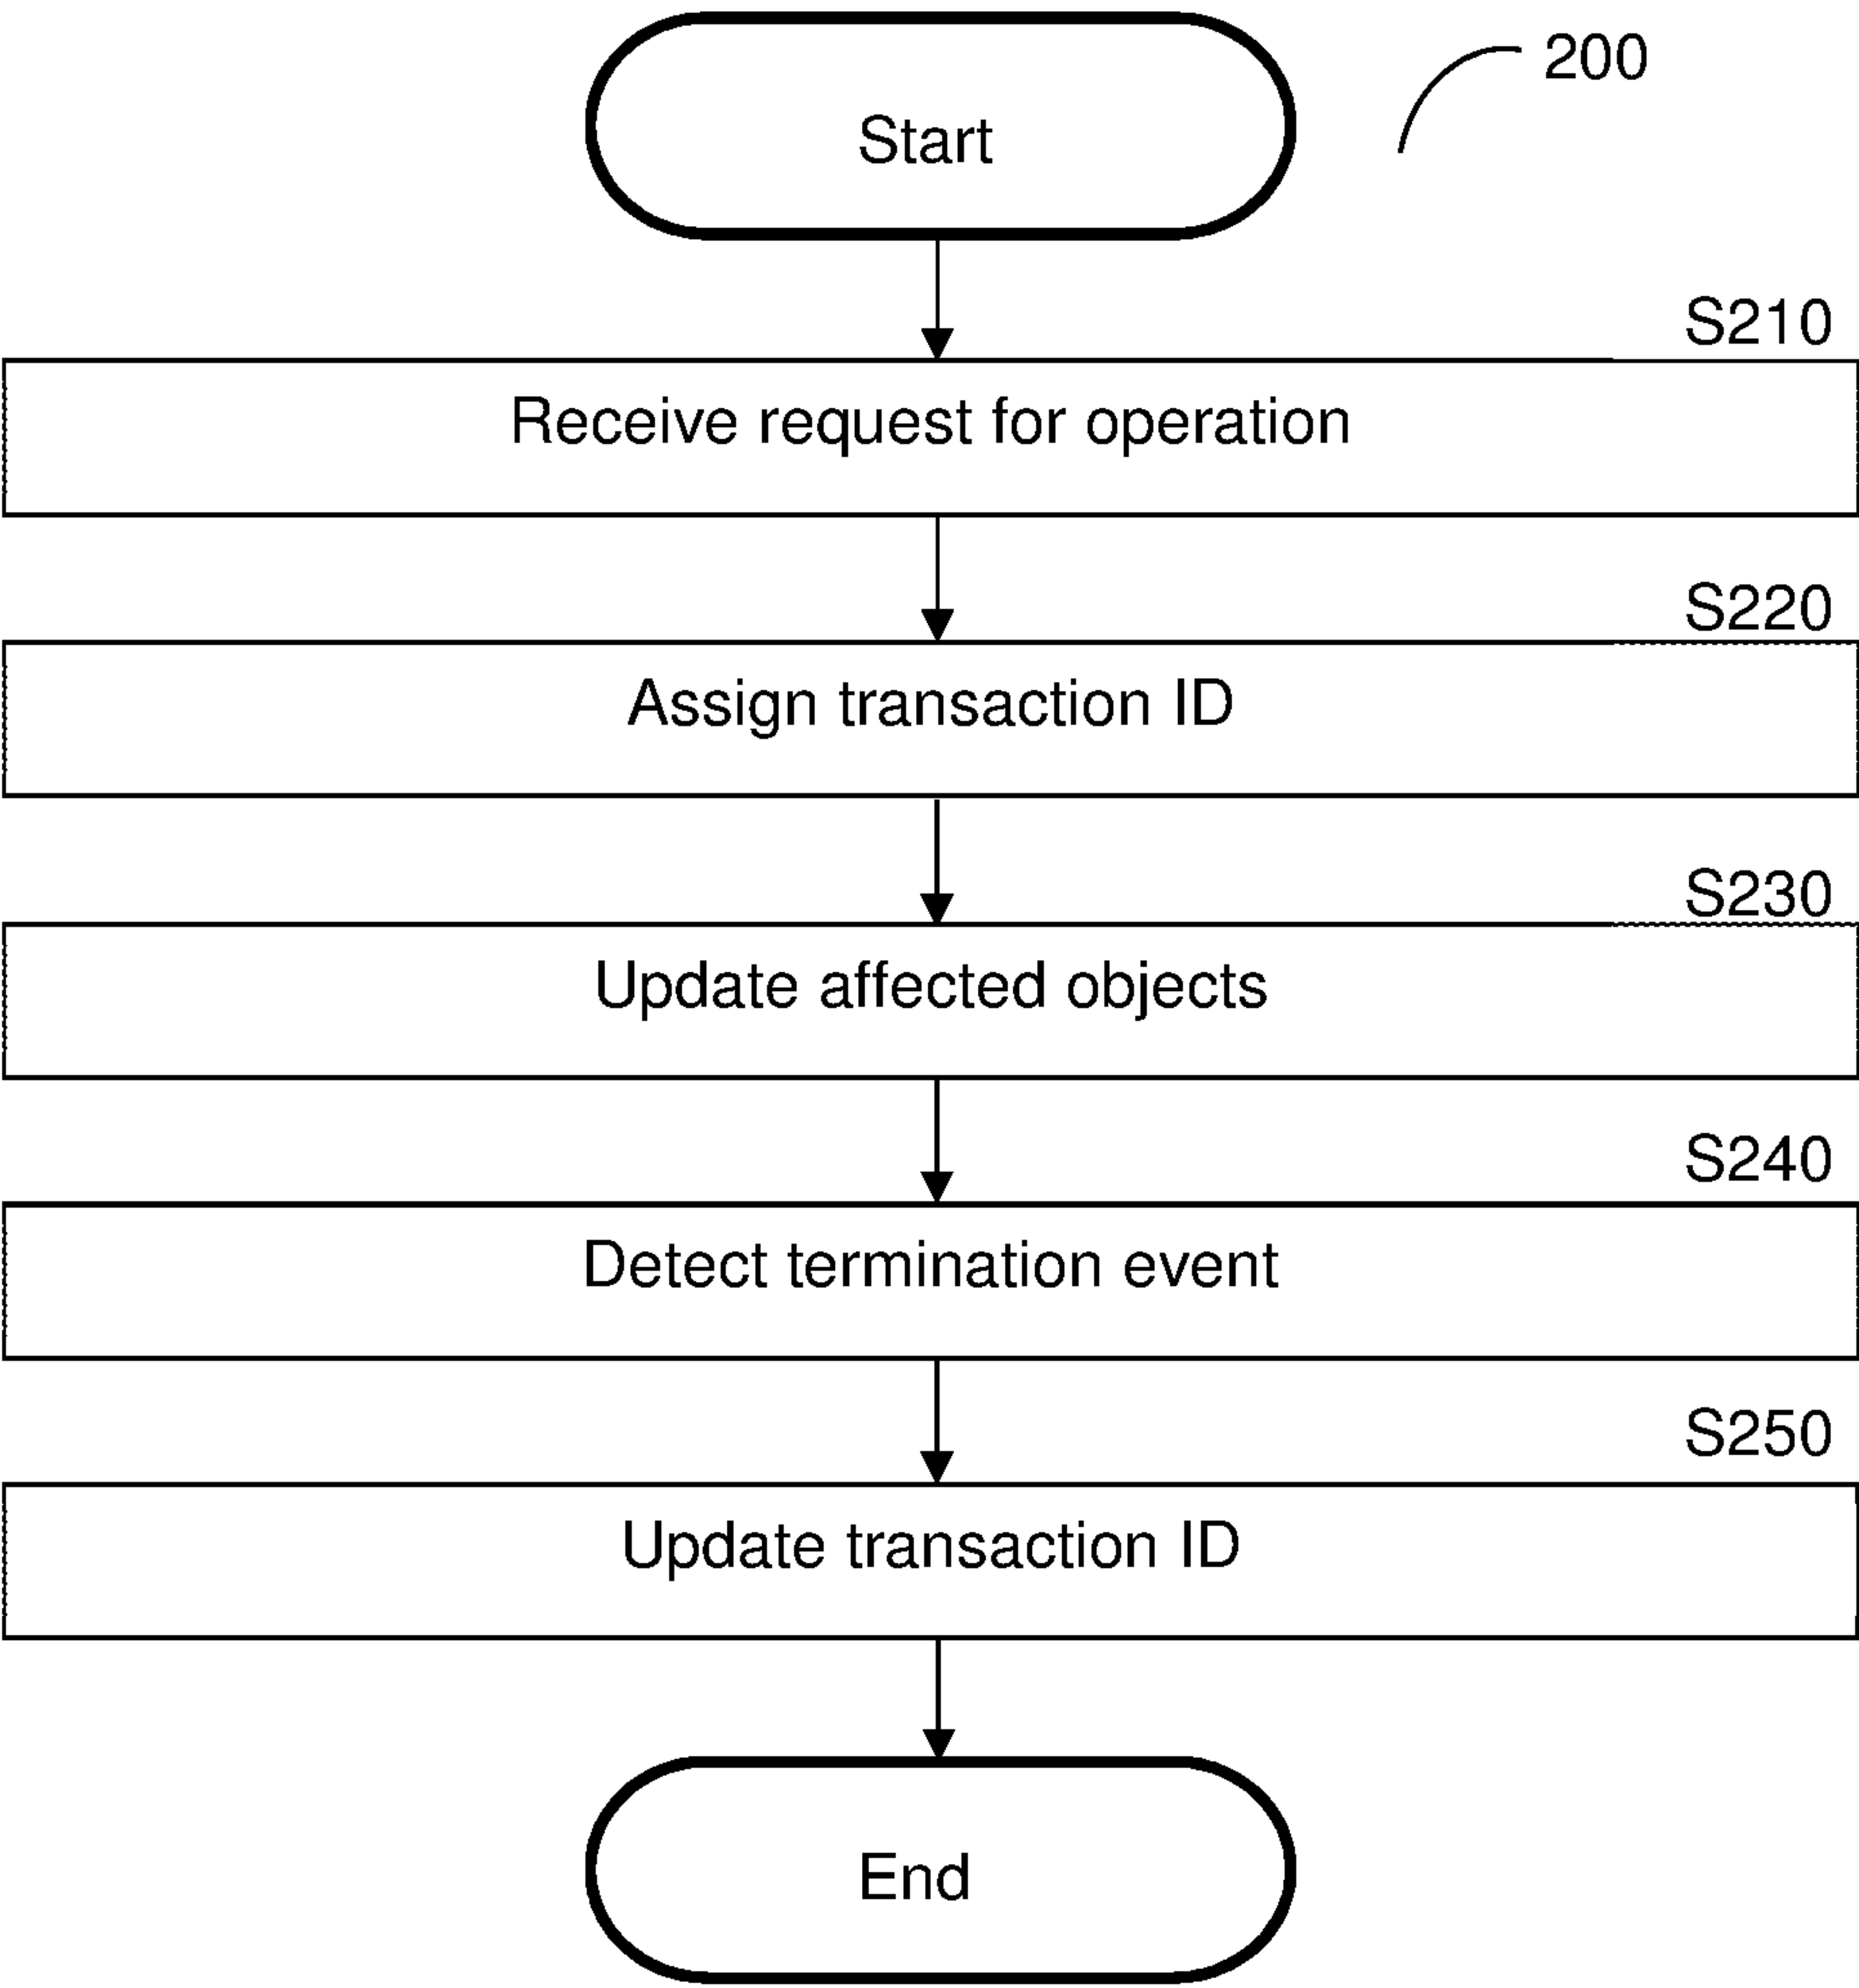 200
Start
S210
Receive request for operation
S220
Assign transaction ID
S230
Update affected objects
S240
Detect termination event
S250
Update transaction ID
End